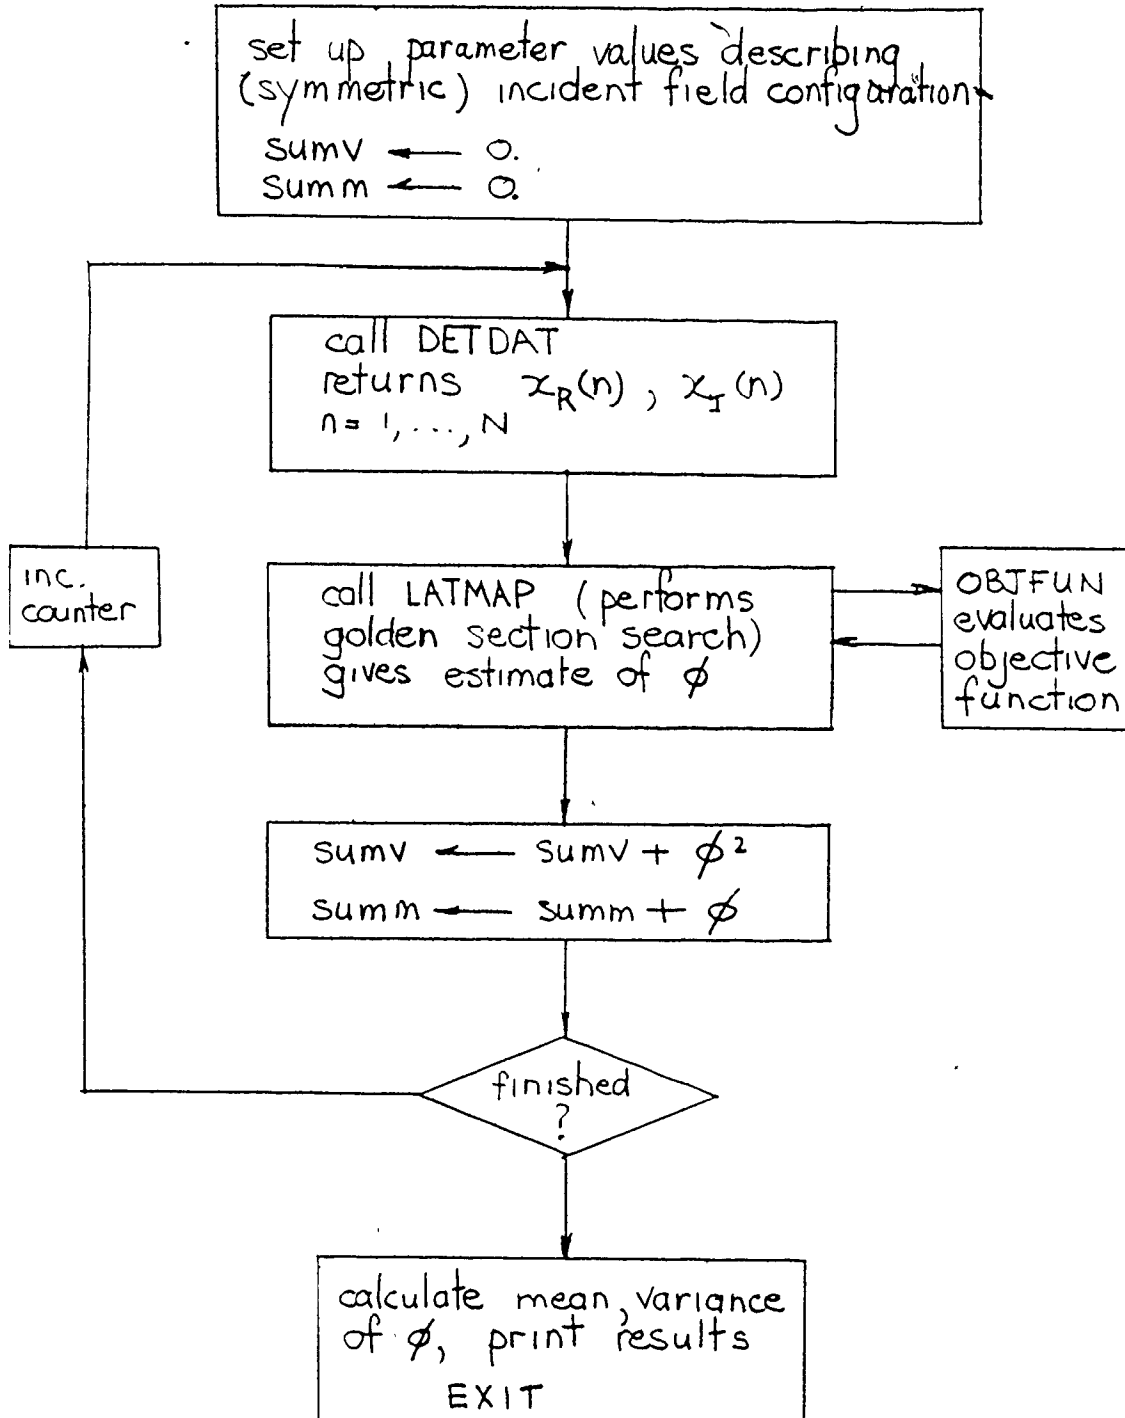 set up parameter values describing
(symmetric) incident field configuration
sumv ← 0.
summ ← 0.
call DETDAT
returns x_R(n), x_I(n)
n = 1, ..., N
inc.
counter
call LATMAP (performs
golden section search)
gives estimate of ϕ
OBJFUN
evaluates
objective
function
sumv ← sumv + ϕ²
summ ← summ + ϕ
finished
?
calculate mean, variance
of ϕ, print results
EXIT